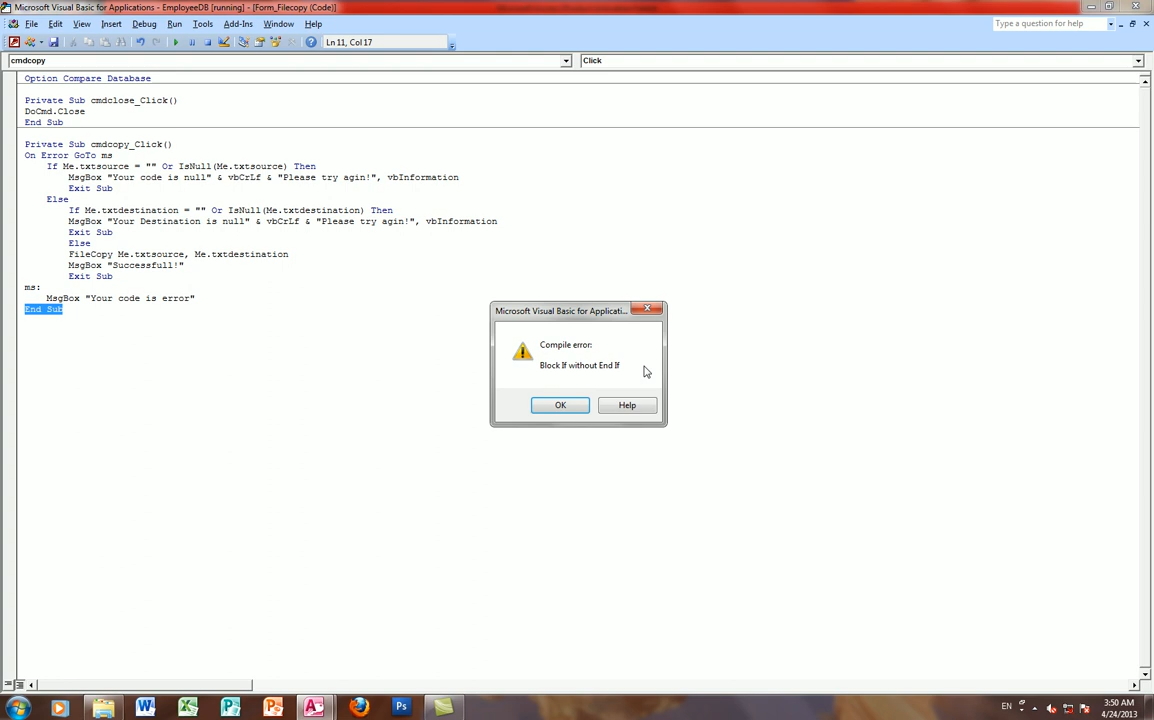 Microsoft Visual Basic for Applications - EmployeeDB [running] - [Form_Filecopy (Code)]
File Edit View Insert Debug Run Tools Add-Ins Window Help
Type a question for help
Ln 11, Col 17
cmdcopy
Click
Option Compare Database
Private Sub cmdclose_Click()
DoCmd.Close
End Sub
Private Sub cmdcopy_Click()
On Error GoTo ms
If Me.txtsource = "" Or IsNull(Me.txtsource) Then
MsgBox "Your code is null" & vbCrLf & "Please try agin!", vbInformation
Exit Sub
Else
If Me.txtdestination = "" Or IsNull(Me.txtdestination) Then
MsgBox "Your Destination is null" & vbCrLf & "Please try agin!", vbInformation
Exit Sub
Else
FileCopy Me.txtsource, Me.txtdestination
MsgBox "Successfull!"
Exit Sub
ms:
MsgBox "Your code is error"
End Sub
Microsoft Visual Basic for Applicati...
Compile error:
Block If without End If
OK
Help
EN
3:50 AM
4/24/2013